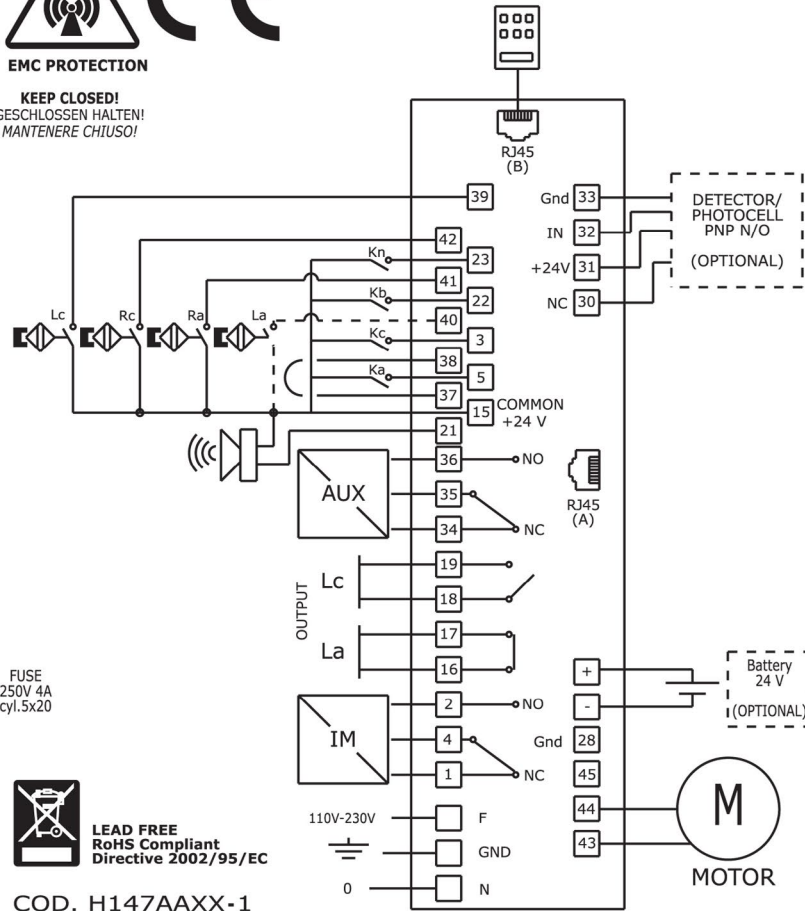 EMC PROTECTION
KEEP CLOSED!
GESCHLOSSEN HALTEN!
MANTENERE CHIUSO!
RJ45
(B)
39
Gnd 33
DETECTOR/
PHOTOCELL
PNP N/O
(OPTIONAL)
42
IN 32
Kn
23
+24V 31
41
Kb
22
NC 30
Lc
Rc
Ra
La
40
Kc
3
38
Ka
5
37
15 COMMON
+24 V
21
36
NO
AUX
35
RJ45
(A)
34
NC
19
Lc
18
OUTPUT
17
La
16
FUSE
250V 4A
cyl.5x20
+
Battery
24 V
(OPTIONAL)
-
2
NO
IM
4
Gnd 28
1
NC
45
110V-230V
F
44
M
GND
43
MOTOR
0
N
LEAD FREE
RoHS Compliant
Directive 2002/95/EC
COD. H147AAXX-1